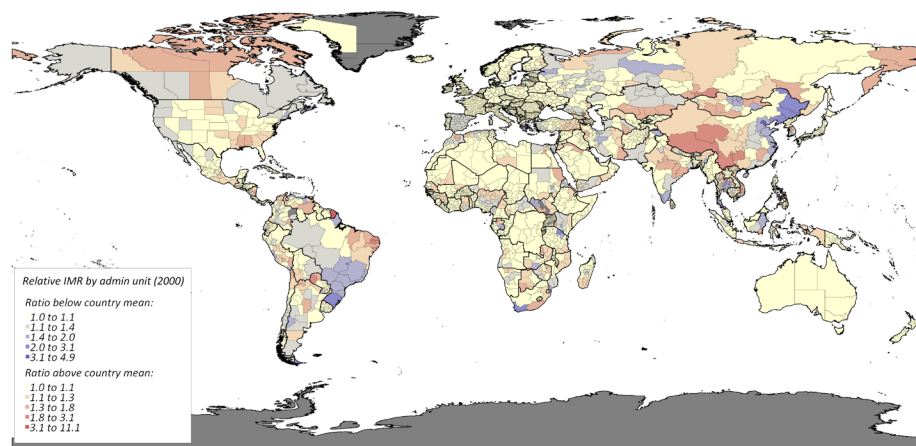 Relative IMR by admin unit (2000)
Ratio below country mean:
1.0 to 1.1
1.1 to 1.4
1.4 to 2.0
2.0 to 3.1
3.1 to 4.9
Ratio above country mean:
1.0 to 1.1
1.1 to 1.3
1.3 to 1.8
1.8 to 3.1
3.1 to 11.1